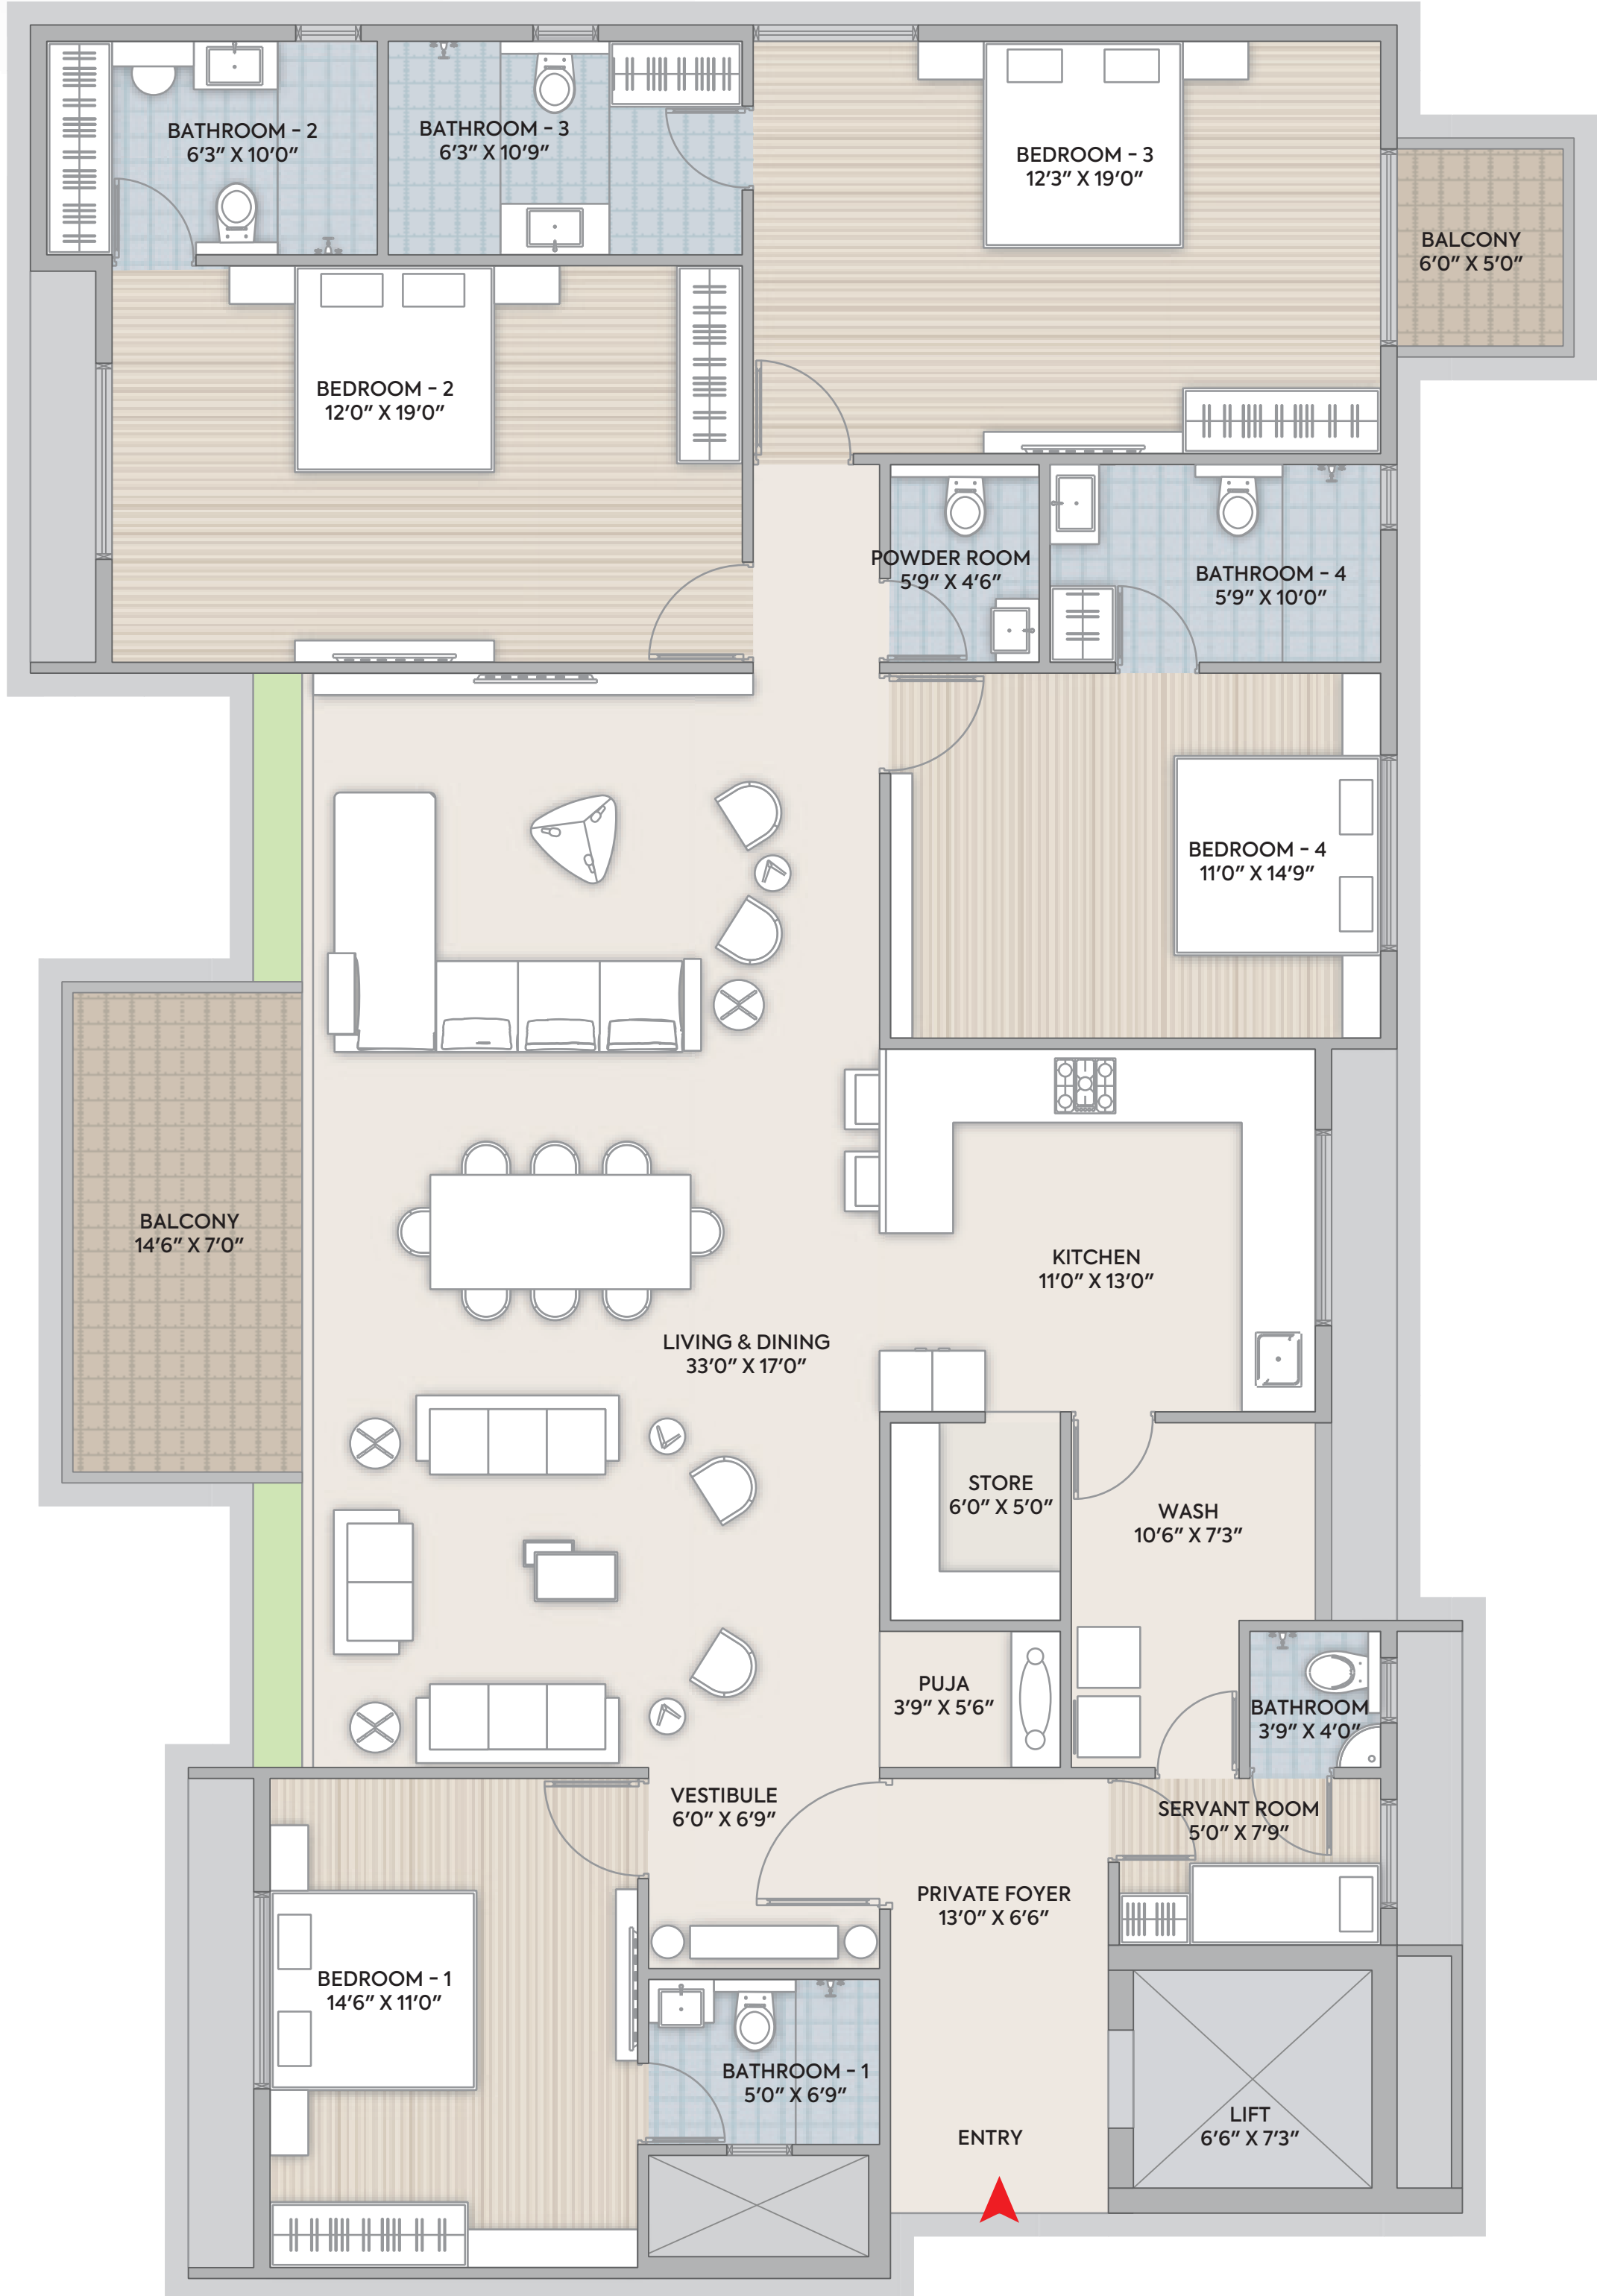 BATHROOM – 2
6′3″ X 10′0″
BATHROOM – 3
6′3″ X 10′9″
BEDROOM – 3
12′3″ X 19′0″
BALCONY
6′0″ X 5′0″
BEDROOM – 2
12′0″ X 19′0″
POWDER ROOM
5′9″ X 4′6″
BATHROOM – 4
5′9″ X 10′0″
BEDROOM – 4
11′0″ X 14′9″
BALCONY
14′6″ X 7′0″
KITCHEN
11′0″ X 13′0″
LIVING & DINING
33′0″ X 17′0″
STORE
6′0″ X 5′0″
WASH
10′6″ X 7′3″
PUJA
3′9″ X 5′6″
BATHROOM
3′9″ X 4′0″
VESTIBULE
6′0″ X 6′9″
SERVANT ROOM
5′0″ X 7′9″
PRIVATE FOYER
13′0″ X 6′6″
BEDROOM – 1
14′6″ X 11′0″
BATHROOM – 1
5′0″ X 6′9″
LIFT
6′6″ X 7′3″
ENTRY